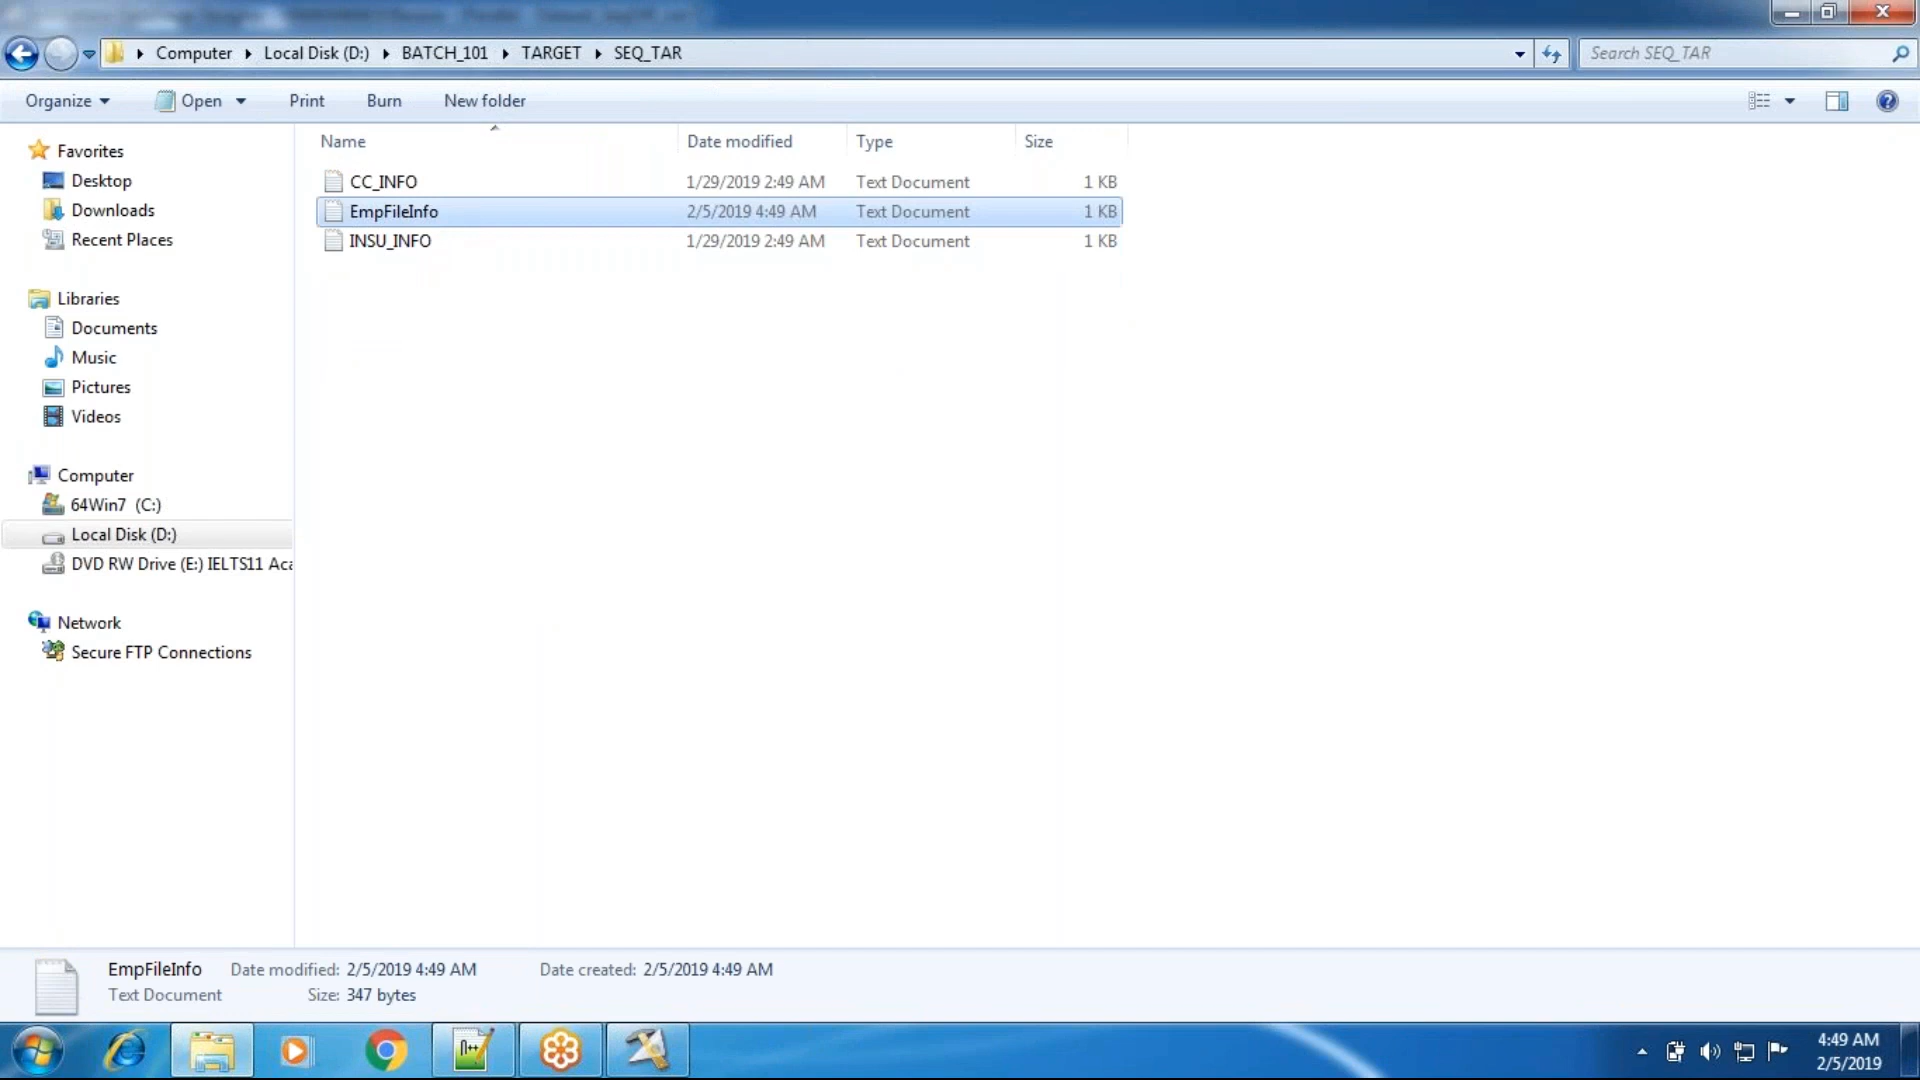 Computer Local Disk (D:) BATCH_101 TARGET SEQ_TAR Search SEQ_TAR
Organize Open Print Burn New folder
Name Date modified Type Size
CC_INFO 1/29/2019 2:49 AM Text Document 1 KB
EmpFileInfo 2/5/2019 4:49 AM Text Document 1 KB
INSU_INFO 1/29/2019 2:49 AM Text Document 1 KB
Favorites
Desktop
Downloads
Recent Places
Libraries
Documents
Music
Pictures
Videos
Computer
64Win7 (C:)
Local Disk (D:)
DVD RW Drive (E:) IELTS11 Aca
Network
Secure FTP Connections
EmpFileInfo Date modified: 2/5/2019 4:49 AM Date created: 2/5/2019 4:49 AM
Text Document Size: 347 bytes
4:49 AM
2/5/2019